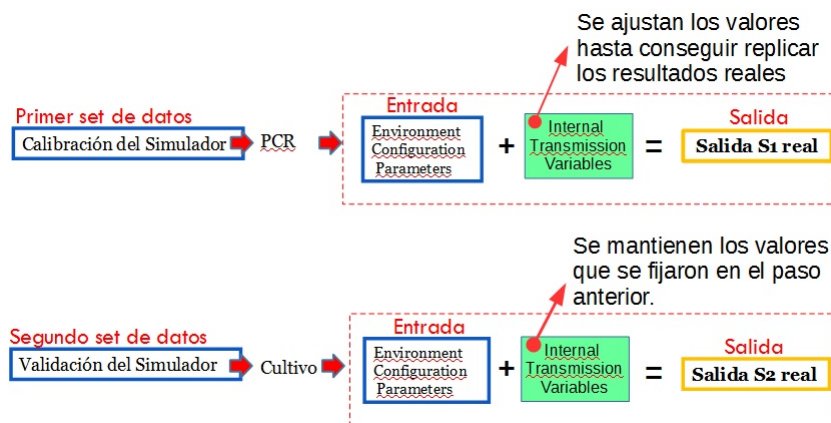 Se ajustan los valores
hasta conseguir replicar
los resultados reales
Primer set de datos
Calibración del Simulador
PCR
Entrada
Environment
Configuration
Parameters
+
Internal
Transmission
Variables
=
Salida
Salida S1 real
Se mantienen los valores
que se fijaron en el paso
anterior.
Segundo set de datos
Validación del Simulador
Cultivo
Entrada
Environment
Configuration
Parameters
+
Internal
Transmission
Variables
=
Salida
Salida S2 real